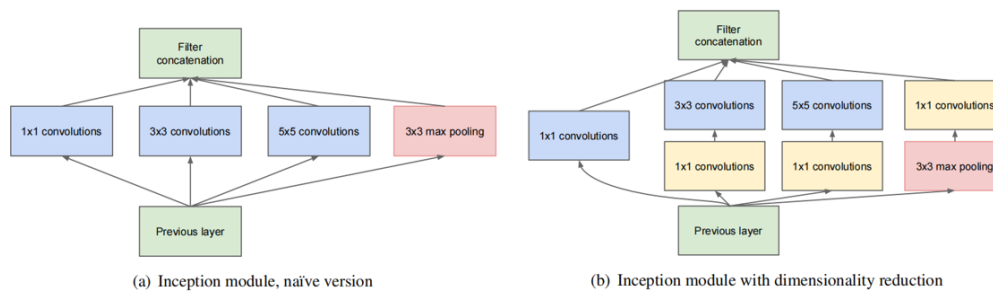 Filter
concatenation
1x1 convolutions
3x3 convolutions
5x5 convolutions
3x3 max pooling
Previous layer
(a) Inception module, naïve version
Filter
concatenation
3x3 convolutions
5x5 convolutions
1x1 convolutions
1x1 convolutions
1x1 convolutions
1x1 convolutions
3x3 max pooling
Previous layer
(b) Inception module with dimensionality reduction